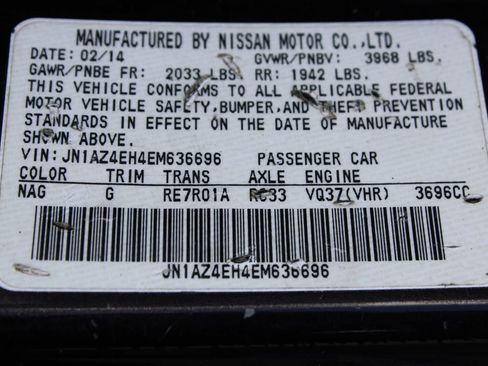 MANUFACTURED BY NISSAN MOTOR CO.,LTD.
DATE: 02/14 GVWR/PNBV: 3968 LBS.
GAWR/PNBE FR: 2033 LBS. RR: 1942 LBS.
THIS VEHICLE CONFORMS TO ALL APPLICABLE FEDERAL
MOTOR VEHICLE SAFETY,BUMPER,AND THEFT PREVENTION
STANDARDS IN EFFECT ON THE DATE OF MANUFACTURE
SHOWN ABOVE.
VIN: JN1AZ4EH4EM636696 PASSENGER CAR
COLOR TRIM TRANS AXLE ENGINE
NAG G RE7R01A RC33 VQ37(VHR) 3696CC
JN1AZ4EH4EM636696